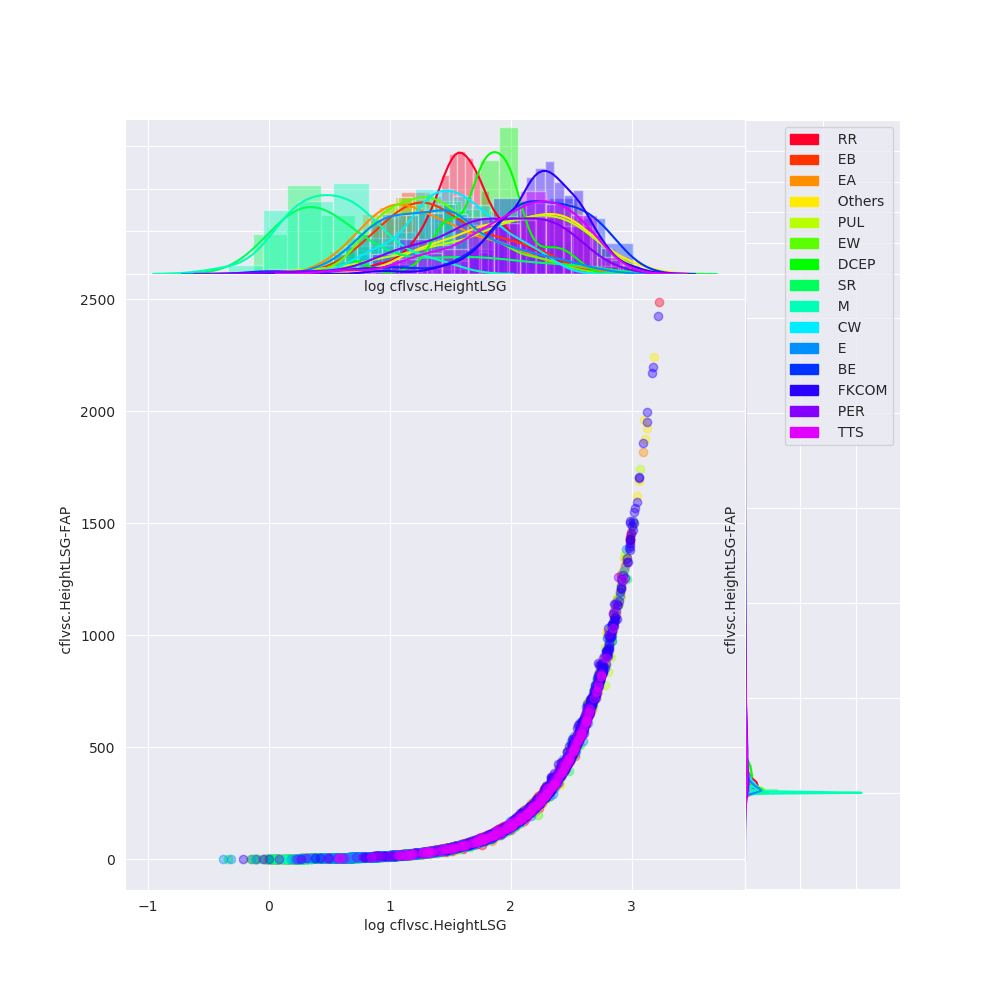 RR
EB
EA
Others
PUL
EW
DCEP
SR
M
CW
E
BE
FKCOM
PER
TTS
log cflvsc.HeightLSG
2500
2000
1500
1000
500
0
cflvsc.HeightLSG-FAP
cflvsc.HeightLSG-FAP
−1 0 1 2 3
log cflvsc.HeightLSG